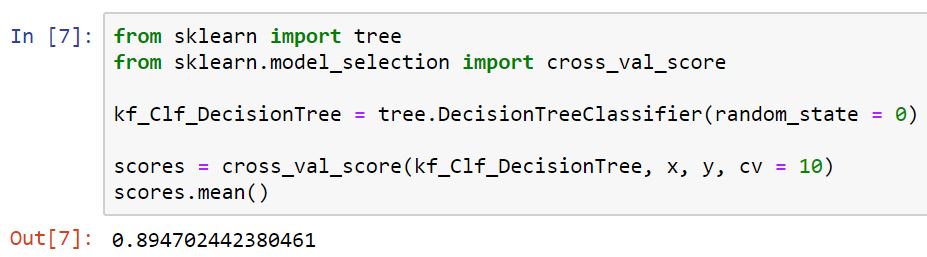 In [7]: from sklearn import tree
from sklearn.model_selection import cross_val_score
kf_Clf_DecisionTree = tree.DecisionTreeClassifier(random_state = 0)
scores = cross_val_score(kf_Clf_DecisionTree, x, y, cv = 10)
scores.mean()
Out[7]: 0.894702442380461